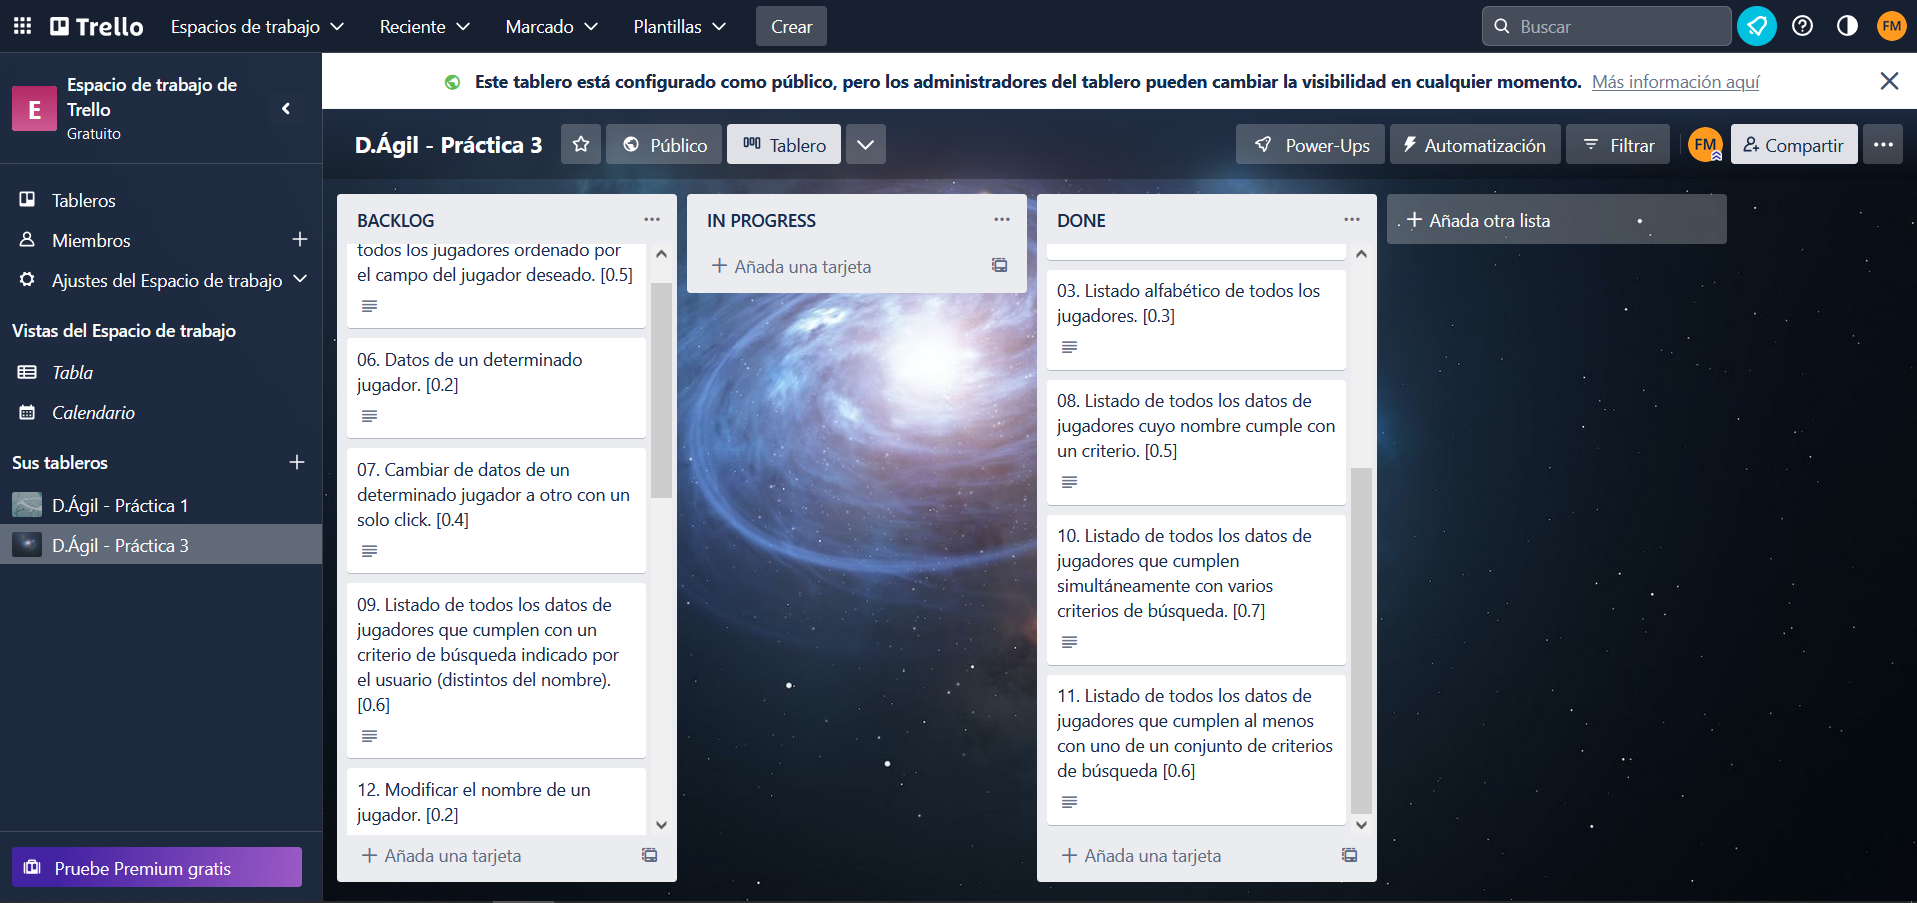 Trello
Espacios de trabajo
Reciente
Marcado
Plantillas
Crear
Buscar
FM
E
Espacio de trabajo de
Trello
Gratuito
Este tablero está configurado como público, pero los administradores del tablero pueden cambiar la visibilidad en cualquier momento. Más información aquí
D.Ágil - Práctica 3
Público
Tablero
Power-Ups
Automatización
Filtrar
FM
Compartir
Tableros
Miembros
Ajustes del Espacio de trabajo
Vistas del Espacio de trabajo
Tabla
Calendario
Sus tableros
D.Ágil - Práctica 1
D.Ágil - Práctica 3
Pruebe Premium gratis
BACKLOG
todos los jugadores ordenado por
el campo del jugador deseado. [0.5]
06. Datos de un determinado
jugador. [0.2]
07. Cambiar de datos de un
determinado jugador a otro con un
solo click. [0.4]
09. Listado de todos los datos de
jugadores que cumplen con un
criterio de búsqueda indicado por
el usuario (distintos del nombre).
[0.6]
12. Modificar el nombre de un
jugador. [0.2]
Añada una tarjeta
IN PROGRESS
Añada una tarjeta
DONE
03. Listado alfabético de todos los
jugadores. [0.3]
08. Listado de todos los datos de
jugadores cuyo nombre cumple con
un criterio. [0.5]
10. Listado de todos los datos de
jugadores que cumplen
simultáneamente con varios
criterios de búsqueda. [0.7]
11. Listado de todos los datos de
jugadores que cumplen al menos
con uno de un conjunto de criterios
de búsqueda [0.6]
Añada una tarjeta
Añada otra lista